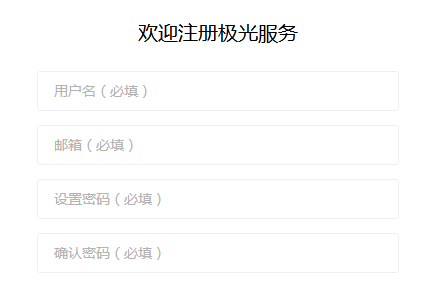 欢迎注册极光服务
用户名（必填）
邮箱（必填）
设置密码（必填）
确认密码（必填）